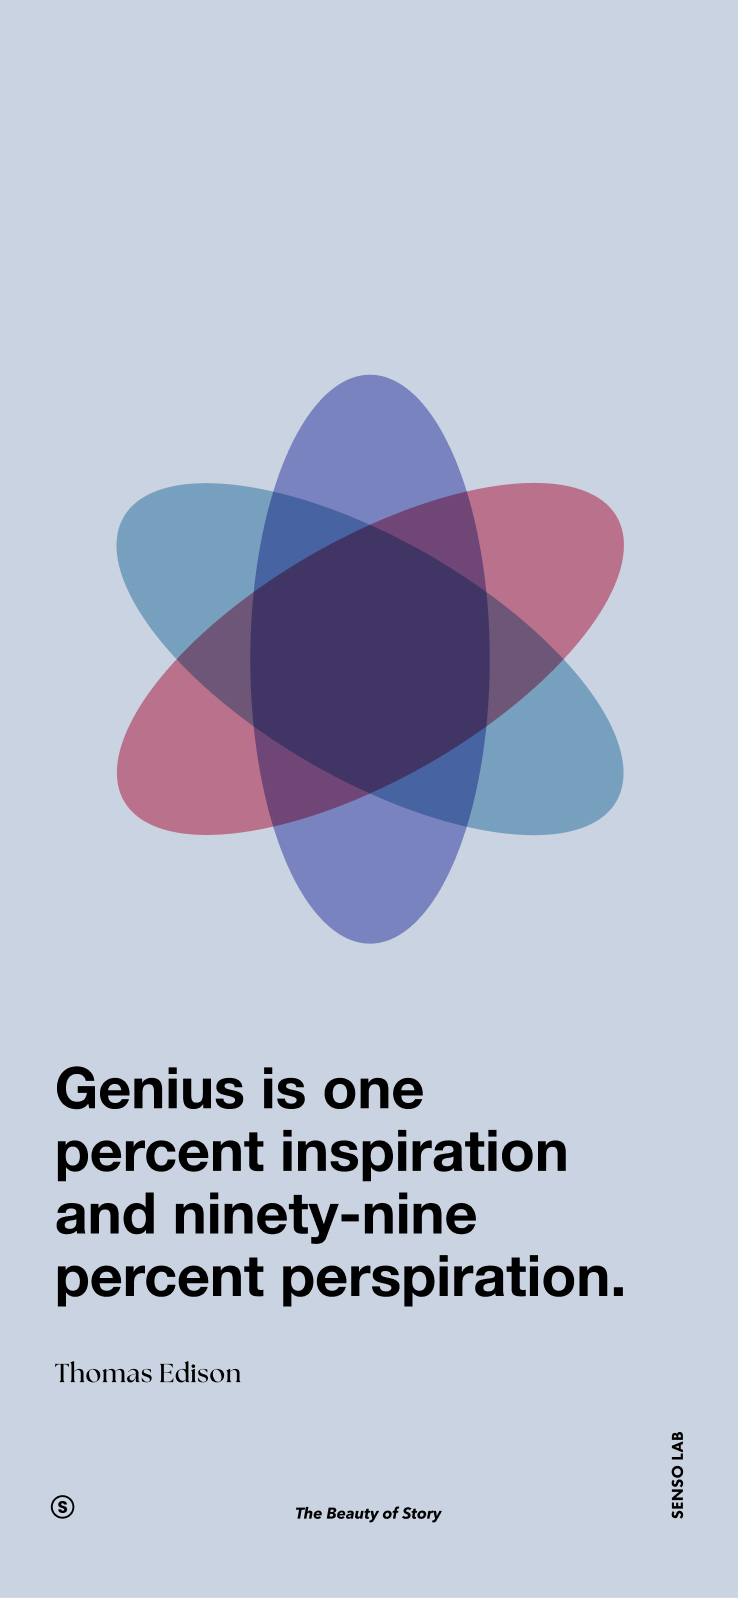 Genius is one
percent inspiration
and ninety-nine
percent perspiration.
Thomas Edison
S
The Beauty of Story
SENSO LAB